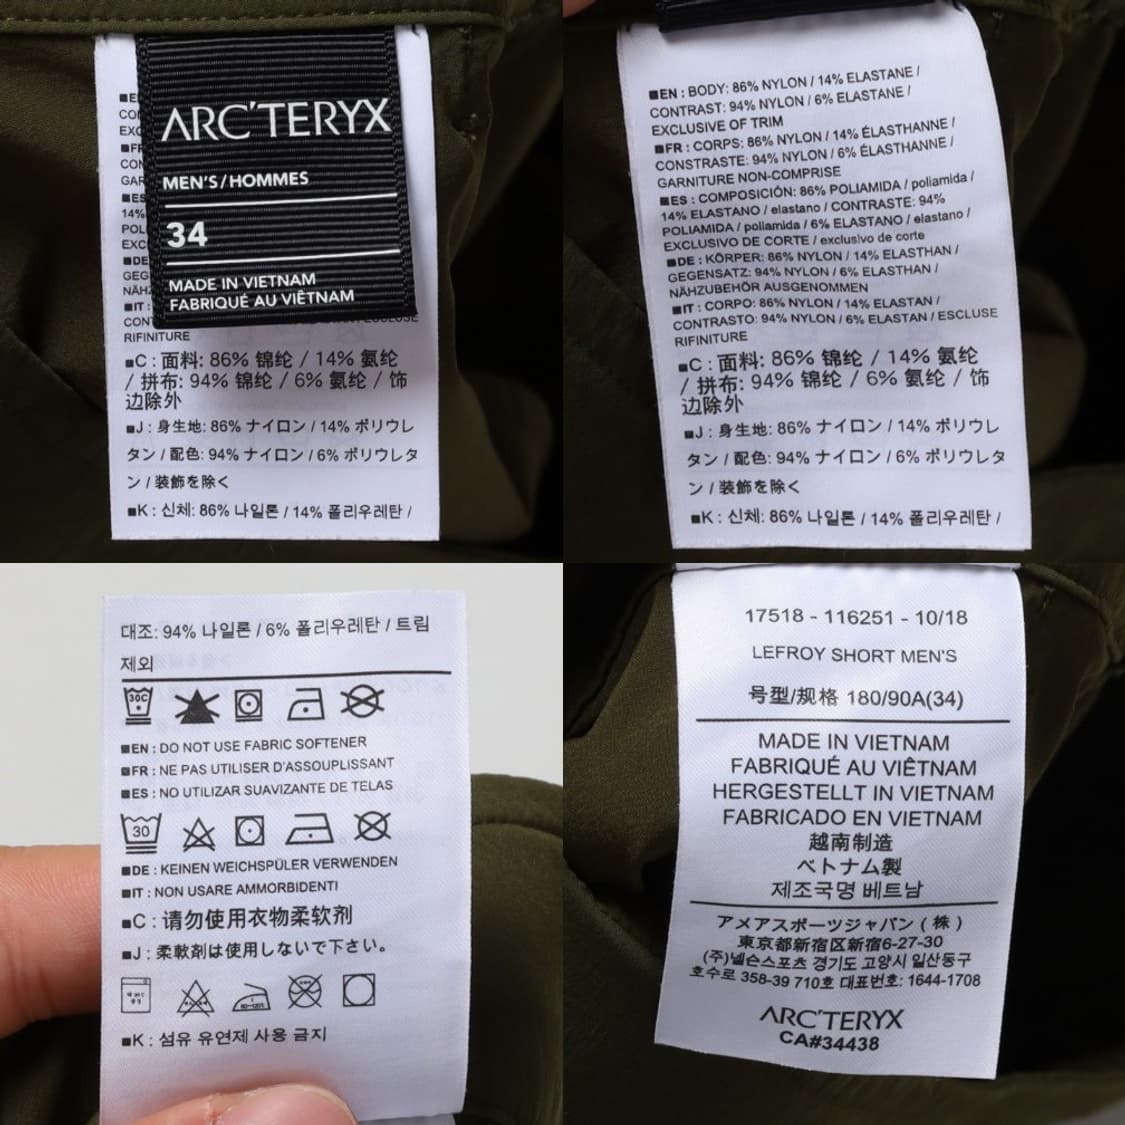 ■E
CO
EXC
■FR
CON
GAR
■ES
14%
POL
EXC
■DE
GEG
NÄHZ
■IT:
CONT
RIFINITURE
ARC'TERYX
MEN'S/HOMMES
34
MADE IN VIETNAM
FABRIQUÉ AU VIÊTNAM
■C : 面料: 86% 锦纶 / 14% 氨纶
/ 拼布: 94% 锦纶 / 6% 氨纶 / 饰
边除外
■J : 身生地: 86% ナイロン / 14% ポリウレ
タン / 配色: 94% ナイロン / 6% ポリウレタ
ン / 装飾を除く
■K : 신체: 86% 나일론 / 14% 폴리우레탄 /
■EN : BODY: 86% NYLON / 14% ELASTANE /
CONTRAST: 94% NYLON / 6% ELASTANE /
EXCLUSIVE OF TRIM
■FR : CORPS: 86% NYLON / 14% ÉLASTHANNE /
CONSTRASTE: 94% NYLON / 6% ÉLASTHANNE /
GARNITURE NON-COMPRISE
■ES : COMPOSICIÓN: 86% POLIAMIDA / poliamida /
14% ELASTANO / elastano / CONTRASTE: 94%
POLIAMIDA / poliamida / 6% ELASTANO / elastano /
EXCLUSIVO DE CORTE / exclusivo de corte
■DE : KÖRPER: 86% NYLON / 14% ELASTHAN /
GEGENSATZ: 94% NYLON / 6% ELASTHAN /
NÄHZUBEHÖR AUSGENOMMEN
■IT : CORPO: 86% NYLON / 14% ELASTAN /
CONTRASTO: 94% NYLON / 6% ELASTAN / ESCLUSE
RIFINITURE
■C : 面料: 86% 锦纶 / 14% 氨纶
/ 拼布: 94% 锦纶 / 6% 氨纶 / 饰
边除外
■J : 身生地: 86% ナイロン / 14% ポリウレ
タン / 配色: 94% ナイロン / 6% ポリウレタ
ン / 装飾を除く
■K : 신체: 86% 나일론 / 14% 폴리우레탄 /
대조: 94% 나일론 / 6% 폴리우레탄 / 트림
제외
30C
■EN : DO NOT USE FABRIC SOFTENER
■FR : NE PAS UTILISER D'ASSOUPLISSANT
■ES : NO UTILIZAR SUAVIZANTE DE TELAS
30
■DE : KEINEN WEICHSPÜLER VERWENDEN
■IT : NON USARE AMMORBIDENTI
■C : 请勿使用衣物柔软剂
■J : 柔軟剤は使用しないで下さい。
■K : 섬유 유연제 사용 금지
17518 - 116251 - 10/18
LEFROY SHORT MEN'S
号型/规格 180/90A(34)
MADE IN VIETNAM
FABRIQUÉ AU VIÊTNAM
HERGESTELLT IN VIETNAM
FABRICADO EN VIETNAM
越南制造
ベトナム製
제조국명 베트남
アメアスポーツジャパン ( 株 )
東京都新宿区新宿6-27-30
(주)넬슨스포츠 경기도 고양시 일산동구
호수로 358-39 710호 대표번호: 1644-1708
ARC'TERYX
CA#34438